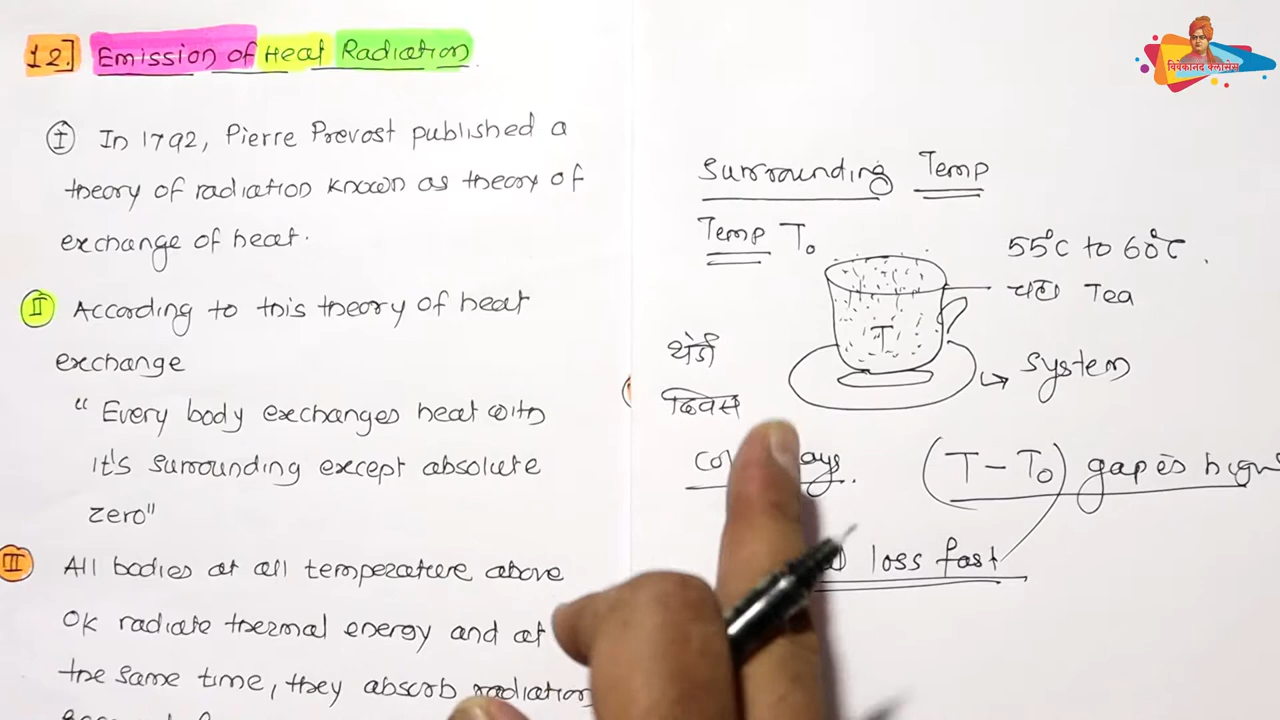 12.] Emission of Heat Radiation
I In 1792, Pierre Prevost published a
theory of radiation known as theory of
exchange of heat.
II According to this theory of heat
exchange
“ Every body exchanges heat with
it's surrounding except absolute
zero"
III All bodies at all temperature above
0K radiate thermal energy and at
the same time, they absorb radiation
विवेकानंद क्लासेस
Surrounding Temp
Temp T₀
55°C to 60°C .
चहा Tea
T
system
थंडी
दिवस
(T - T₀) gap is high
loss fast